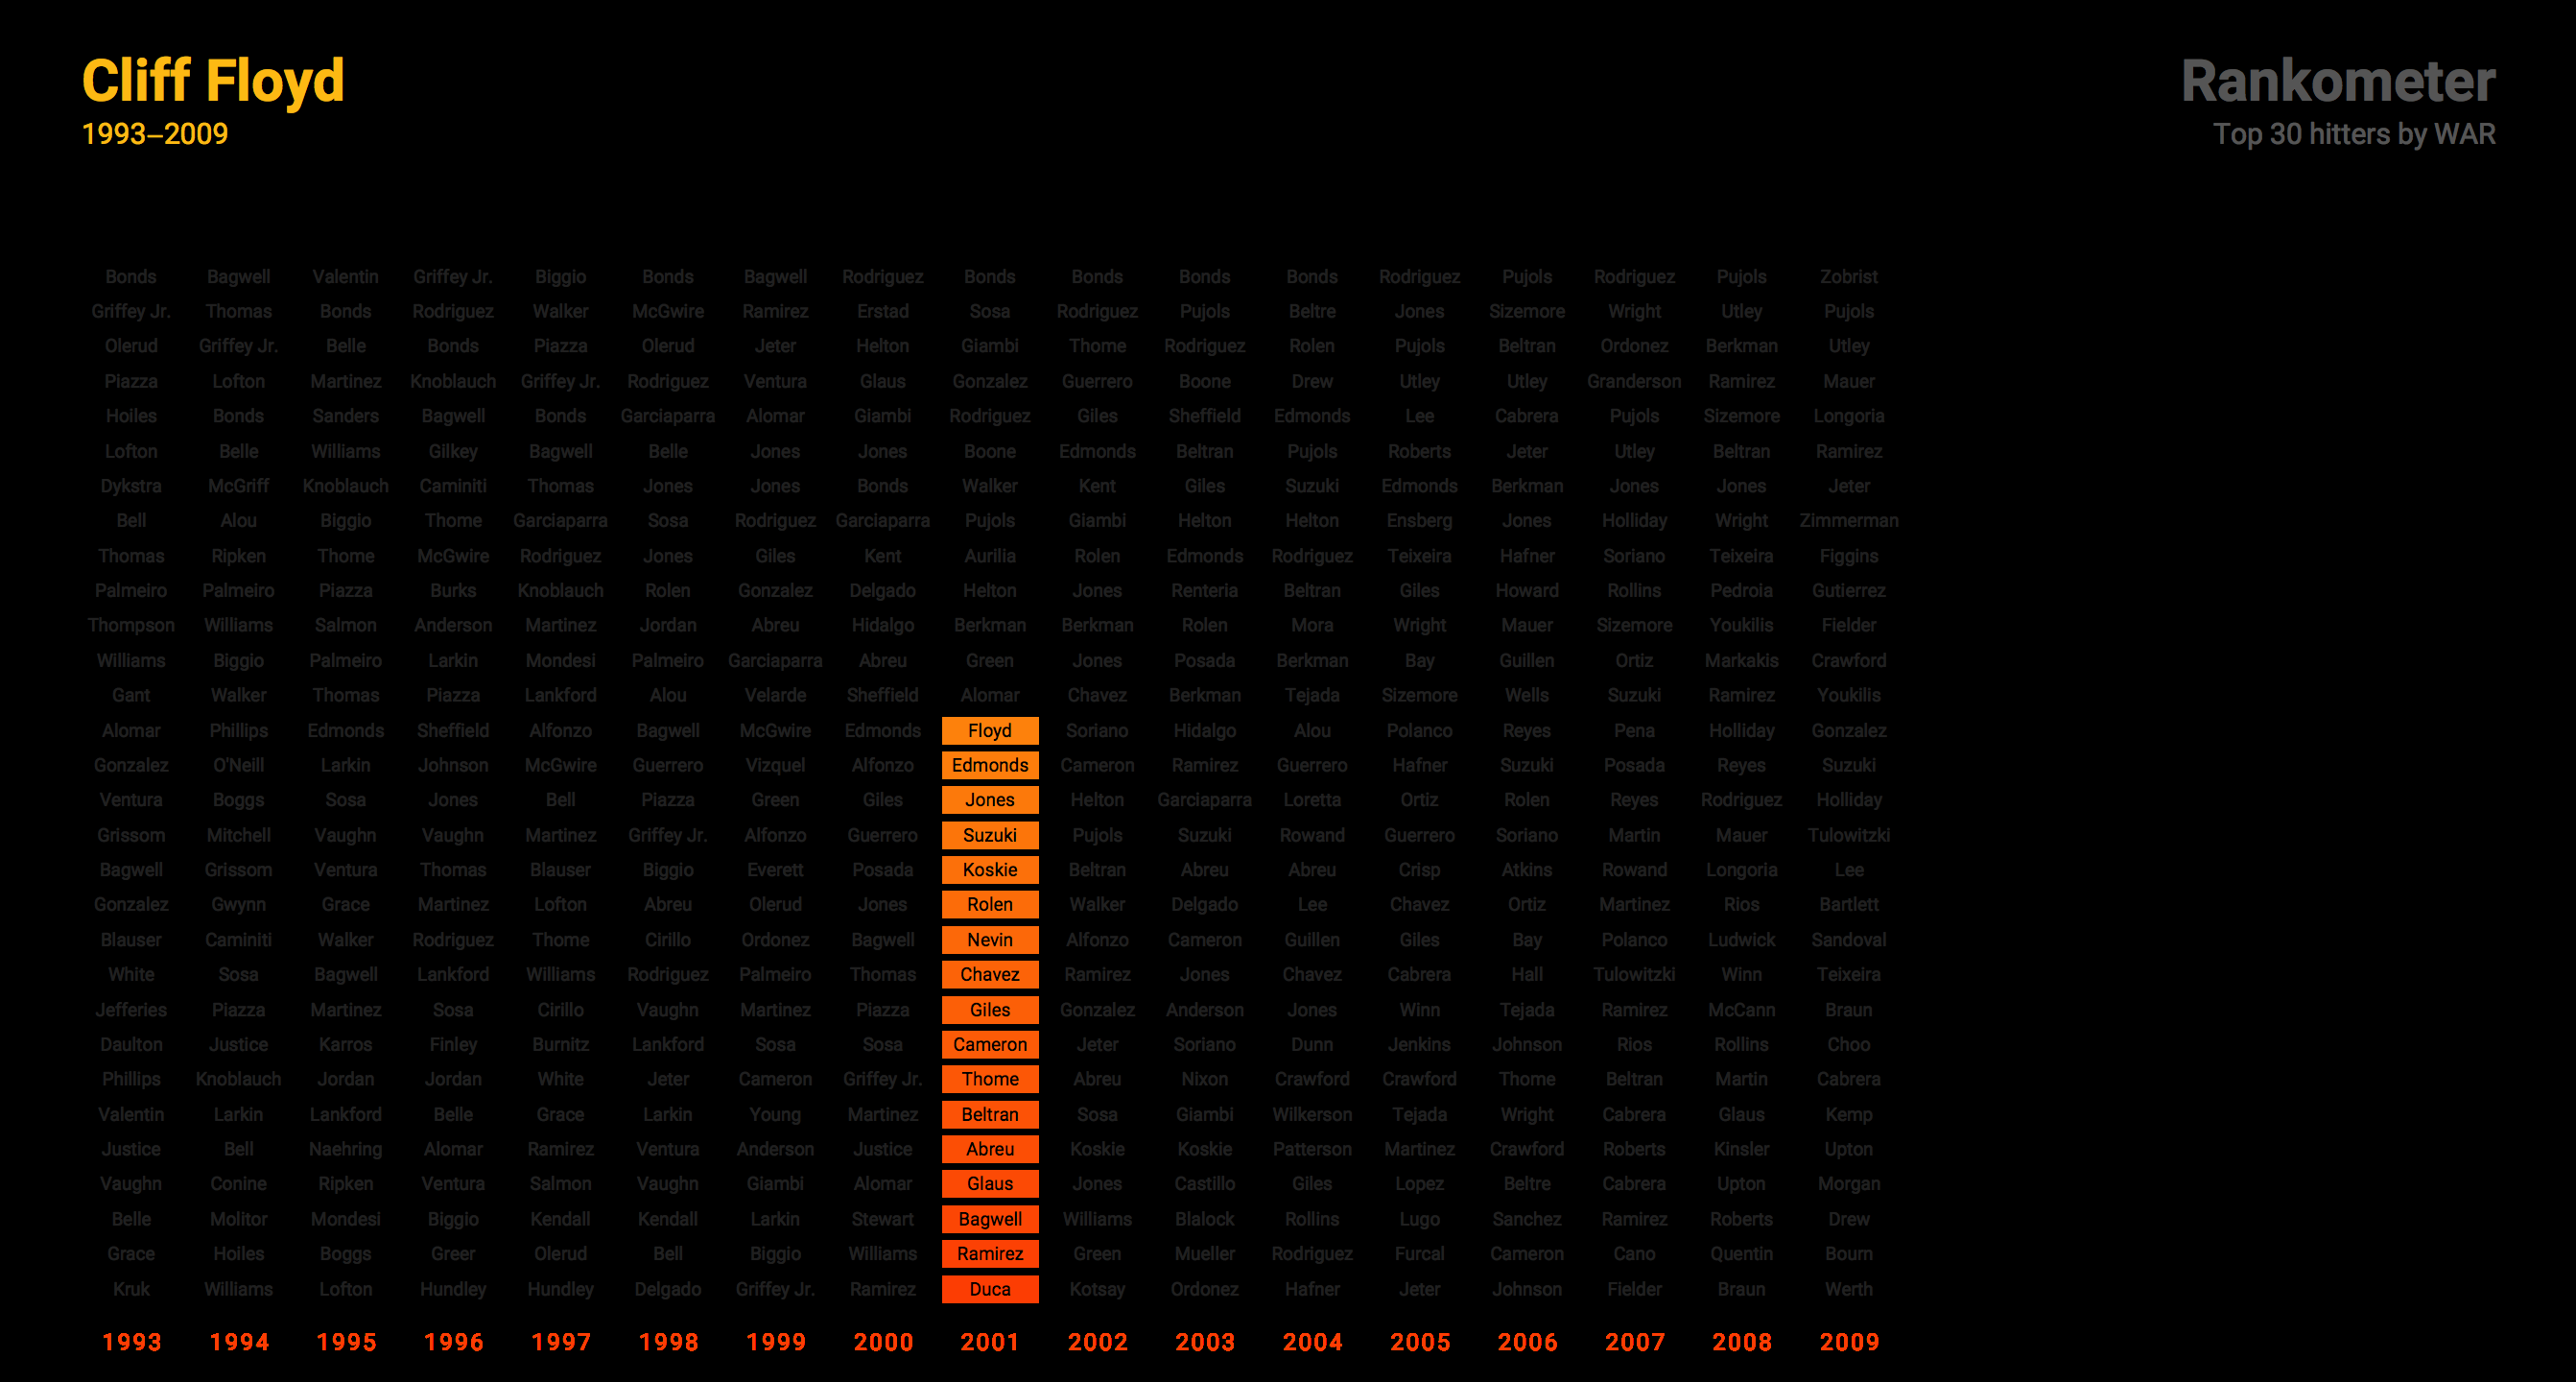 Cliff Floyd
1993–2009
Rankometer
Top 30 hitters by WAR
Bonds Bagwell Valentin Griffey Jr. Biggio Bonds Bagwell Rodriguez Bonds Bonds Bonds Bonds Rodriguez Pujols Rodriguez Pujols Zobrist
Griffey Jr. Thomas Bonds Rodriguez Walker McGwire Ramirez Erstad Sosa Rodriguez Pujols Beltre Jones Sizemore Wright Utley Pujols
Olerud Griffey Jr. Belle Bonds Piazza Olerud Jeter Helton Giambi Thome Rodriguez Rolen Pujols Beltran Ordonez Berkman Utley
Piazza Lofton Martinez Knoblauch Griffey Jr. Rodriguez Ventura Glaus Gonzalez Guerrero Boone Drew Utley Utley Granderson Ramirez Mauer
Hoiles Bonds Sanders Bagwell Bonds Garciaparra Alomar Giambi Rodriguez Giles Sheffield Edmonds Lee Cabrera Pujols Sizemore Longoria
Lofton Belle Williams Gilkey Bagwell Belle Jones Jones Boone Edmonds Beltran Pujols Roberts Jeter Utley Beltran Ramirez
Dykstra McGriff Knoblauch Caminiti Thomas Jones Jones Bonds Walker Kent Giles Suzuki Edmonds Berkman Jones Jones Jeter
Bell Alou Biggio Thome Garciaparra Sosa Rodriguez Garciaparra Pujols Giambi Helton Helton Ensberg Jones Holliday Wright Zimmerman
Thomas Ripken Thome McGwire Rodriguez Jones Giles Kent Aurilia Rolen Edmonds Rodriguez Teixeira Hafner Soriano Teixeira Figgins
Palmeiro Palmeiro Piazza Burks Knoblauch Rolen Gonzalez Delgado Helton Jones Renteria Beltran Giles Howard Rollins Pedroia Gutierrez
Thompson Williams Salmon Anderson Martinez Jordan Abreu Hidalgo Berkman Berkman Rolen Mora Wright Mauer Sizemore Youkilis Fielder
Williams Biggio Palmeiro Larkin Mondesi Palmeiro Garciaparra Abreu Green Jones Posada Berkman Bay Guillen Ortiz Markakis Crawford
Gant Walker Thomas Piazza Lankford Alou Velarde Sheffield Alomar Chavez Berkman Tejada Sizemore Wells Suzuki Ramirez Youkilis
Alomar Phillips Edmonds Sheffield Alfonzo Bagwell McGwire Edmonds Floyd Soriano Hidalgo Alou Polanco Reyes Pena Holliday Gonzalez
Gonzalez O'Neill Larkin Johnson McGwire Guerrero Vizquel Alfonzo Edmonds Cameron Ramirez Guerrero Hafner Suzuki Posada Reyes Suzuki
Ventura Boggs Sosa Jones Bell Piazza Green Giles Jones Helton Garciaparra Loretta Ortiz Rolen Reyes Rodriguez Holliday
Grissom Mitchell Vaughn Vaughn Martinez Griffey Jr. Alfonzo Guerrero Suzuki Pujols Suzuki Rowand Guerrero Soriano Martin Mauer Tulowitzki
Bagwell Grissom Ventura Thomas Blauser Biggio Everett Posada Koskie Beltran Abreu Abreu Crisp Atkins Rowand Longoria Lee
Gonzalez Gwynn Grace Martinez Lofton Abreu Olerud Jones Rolen Walker Delgado Lee Chavez Ortiz Martinez Rios Bartlett
Blauser Caminiti Walker Rodriguez Thome Cirillo Ordonez Bagwell Nevin Alfonzo Cameron Guillen Giles Bay Polanco Ludwick Sandoval
White Sosa Bagwell Lankford Williams Rodriguez Palmeiro Thomas Chavez Ramirez Jones Chavez Cabrera Hall Tulowitzki Winn Teixeira
Jefferies Piazza Martinez Sosa Cirillo Vaughn Martinez Piazza Giles Gonzalez Anderson Jones Winn Tejada Ramirez McCann Braun
Daulton Justice Karros Finley Burnitz Lankford Sosa Sosa Cameron Jeter Soriano Dunn Jenkins Johnson Rios Rollins Choo
Phillips Knoblauch Jordan Jordan White Jeter Cameron Griffey Jr. Thome Abreu Nixon Crawford Crawford Thome Beltran Martin Cabrera
Valentin Larkin Lankford Belle Grace Larkin Young Martinez Beltran Sosa Giambi Wilkerson Tejada Wright Cabrera Glaus Kemp
Justice Bell Naehring Alomar Ramirez Ventura Anderson Justice Abreu Koskie Koskie Patterson Martinez Crawford Roberts Kinsler Upton
Vaughn Conine Ripken Ventura Salmon Vaughn Giambi Alomar Glaus Jones Castillo Giles Lopez Beltre Cabrera Upton Morgan
Belle Molitor Mondesi Biggio Kendall Kendall Larkin Stewart Bagwell Williams Blalock Rollins Lugo Sanchez Ramirez Roberts Drew
Grace Hoiles Boggs Greer Olerud Bell Biggio Williams Ramirez Green Mueller Rodriguez Furcal Cameron Cano Quentin Bourn
Kruk Williams Lofton Hundley Hundley Delgado Griffey Jr. Ramirez Duca Kotsay Ordonez Hafner Jeter Johnson Fielder Braun Werth
1993 1994 1995 1996 1997 1998 1999 2000 2001 2002 2003 2004 2005 2006 2007 2008 2009